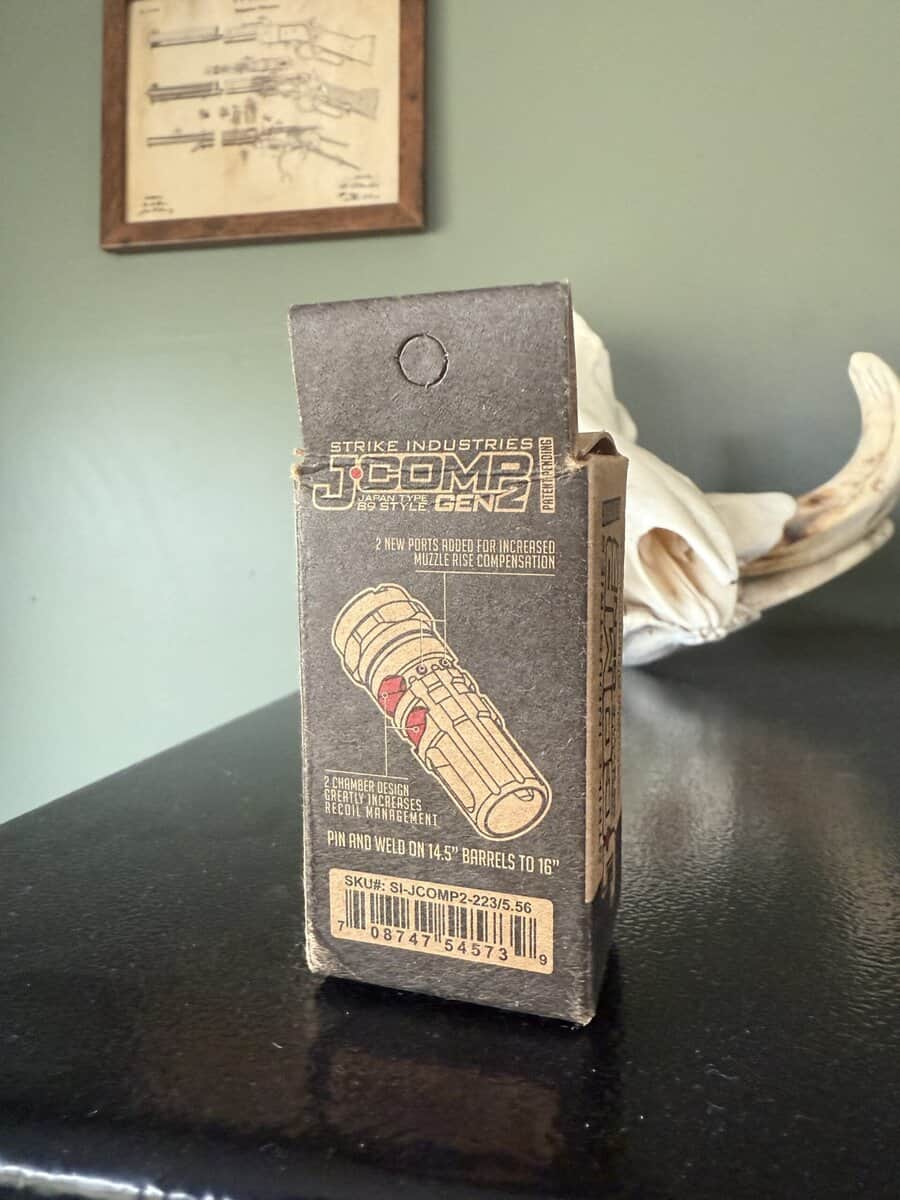 STRIKE INDUSTRIES
J-COMP
JAPAN TYPE
89 STYLE
GEN2
PATENT PENDING
2 NEW PORTS ADDED FOR INCREASED
MUZZLE RISE COMPENSATION
2 CHAMBER DESIGN
GREATLY INCREASES
RECOIL MANAGEMENT
PIN AND WELD ON 14.5" BARRELS TO 16"
SKU#: SI-JCOMP2-223/5.56
7 08747 54573 9